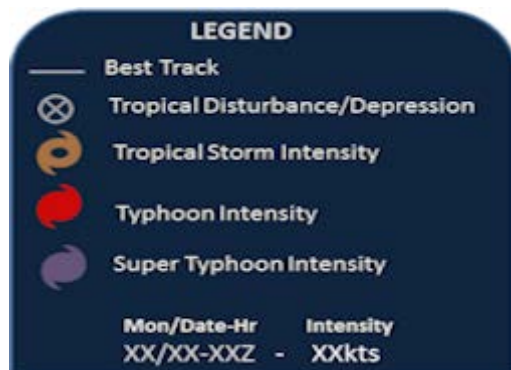 LEGEND
Best Track
Tropical Disturbance/Depression
Tropical Storm Intensity
Typhoon Intensity
Super Typhoon Intensity
Mon/Date-Hr Intensity
XX/XX-XXZ - XXkts